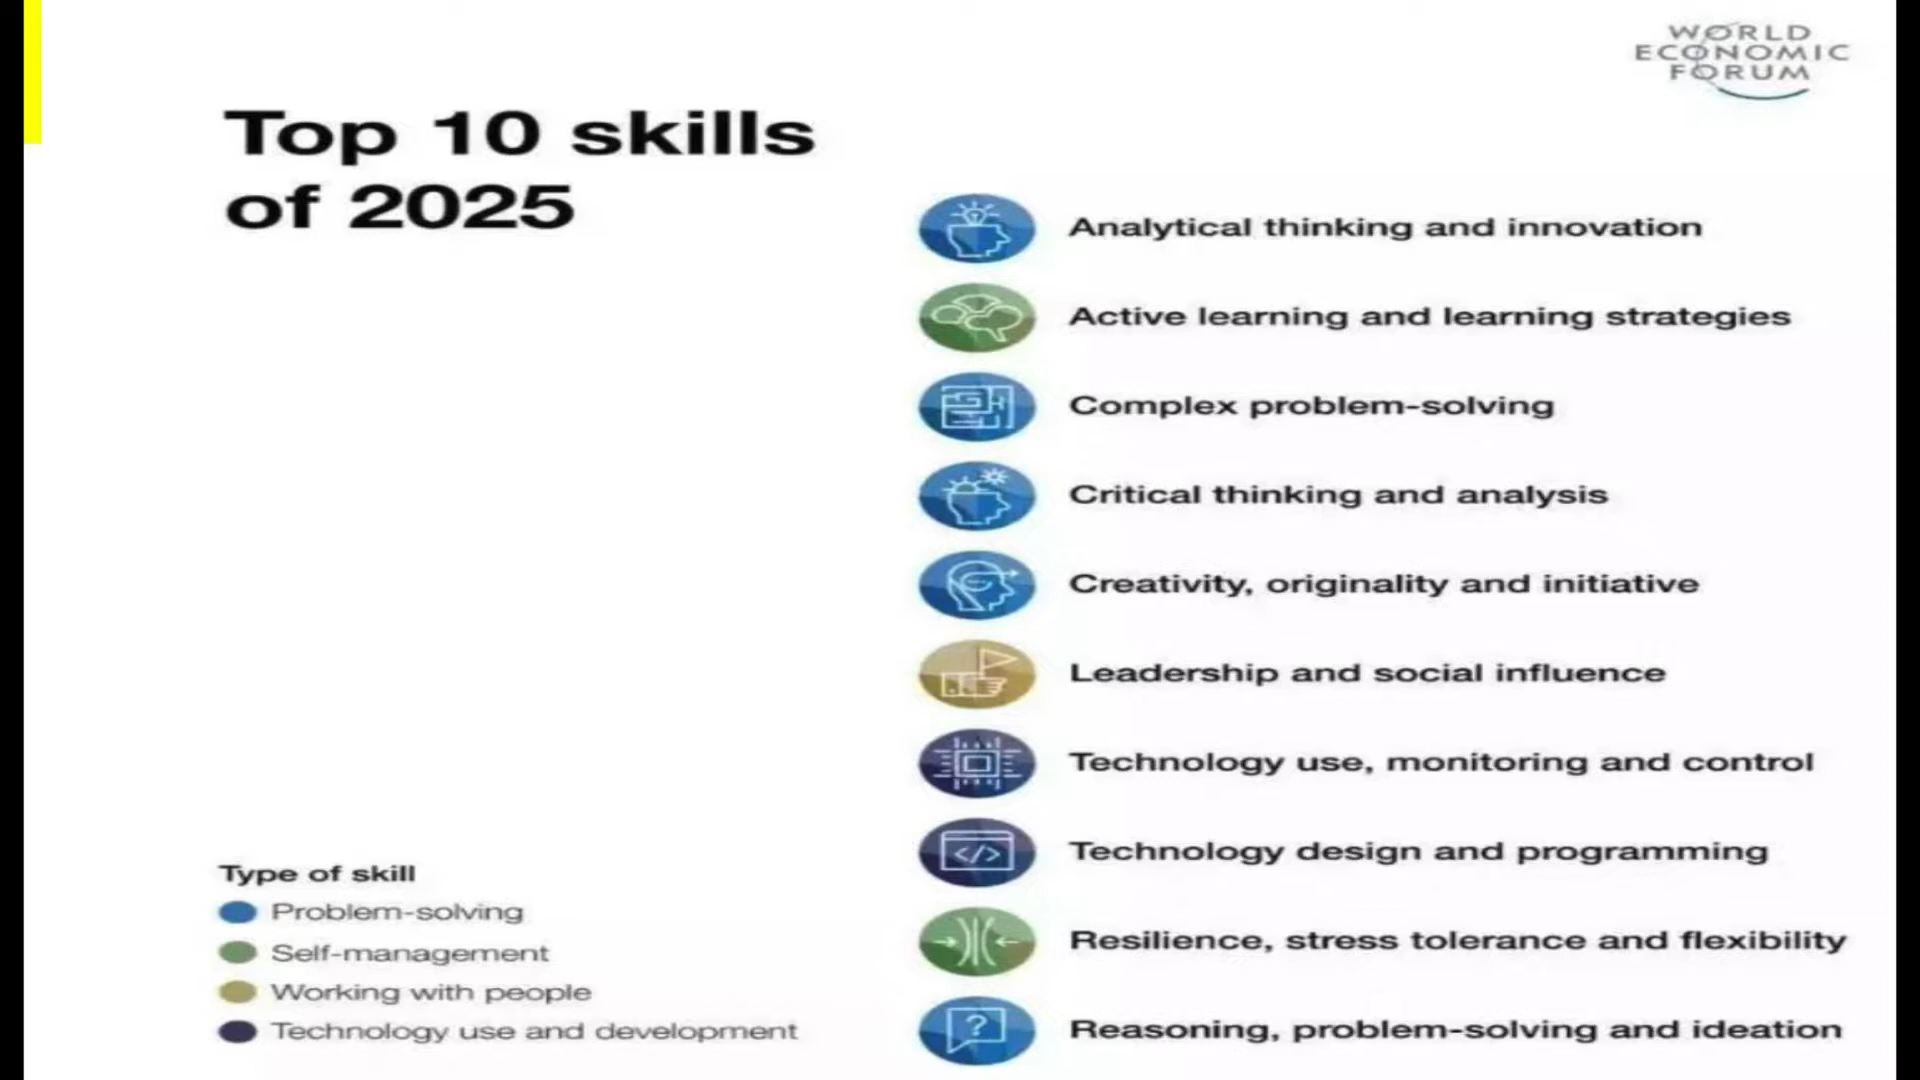 WORLD
ECONOMIC
FORUM
Top 10 skills
of 2025
Analytical thinking and innovation
Active learning and learning strategies
Complex problem-solving
Critical thinking and analysis
Creativity, originality and initiative
Leadership and social influence
Technology use, monitoring and control
Technology design and programming
Resilience, stress tolerance and flexibility
Reasoning, problem-solving and ideation
Type of skill
Problem-solving
Self-management
Working with people
Technology use and development